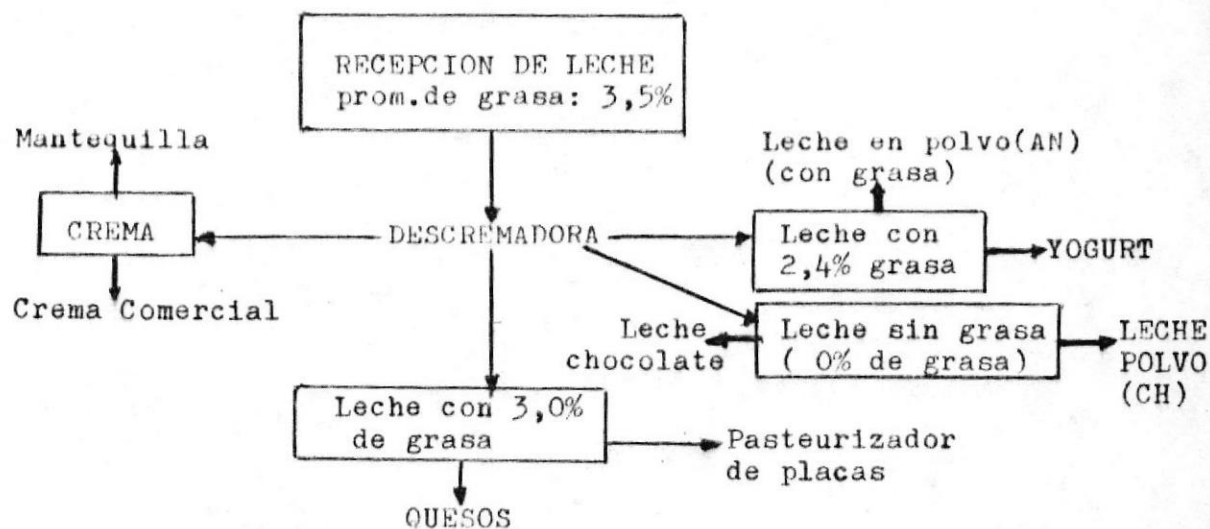 RECEPCION DE LECHE
prom.de grasa: 3,5%
Mantequilla
Leche en polvo(AN)
(con grasa)
CREMA
DESCREMADORA
Leche con
2,4% grasa
YOGURT
Crema Comercial
Leche
chocolate
Leche sin grasa
( 0% de grasa)
LECHE
POLVO
(CH)
Leche con 3,0%
de grasa
Pasteurizador
de placas
QUESOS